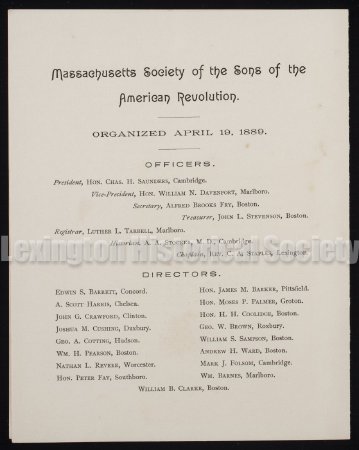 Massachusetts Society of the Sons of the
American Revolution.
ORGANIZED APRIL 19, 1889.
OFFICERS.
President, HON. CHAS. H. SAUNDERS, Cambridge.
Vice-President, HON. WILLIAM N. DAVENPORT, Marlboro.
Secretary, ALFRED BROOKS FRY, Boston.
Treasurer, JOHN L. STEVENSON, Boston.
Registrar, LUTHER L. TARBELL, Marlboro.
Historian, A. A. STOCKER, M. D., Cambridge.
Chaplain, REV. C. A. STAPLES, Lexington.
Lexington Historical Society
DIRECTORS.
EDWIN S. BARRETT, Concord.
A. SCOTT HARRIS, Chelsea.
JOHN G. CRAWFORD, Clinton.
JOSHUA M. CUSHING, Duxbury.
GEO. A. COTTING, Hudson.
WM. H. PEARSON, Boston.
NATHAN L. REVERE, Worcester.
HON. PETER FAY, Southboro.
HON. JAMES M. BARKER, Pittsfield.
HON. MOSES P. PALMER, Groton.
HON. H. H. COOLIDGE, Boston.
GEO. W. BROWN, Roxbury.
WILLIAM S. SAMPSON, Boston.
ANDREW H. WARD, Boston.
MARK J. FOLSOM, Cambridge.
WM. BARNES, Marlboro.
WILLIAM B. CLARKE, Boston.